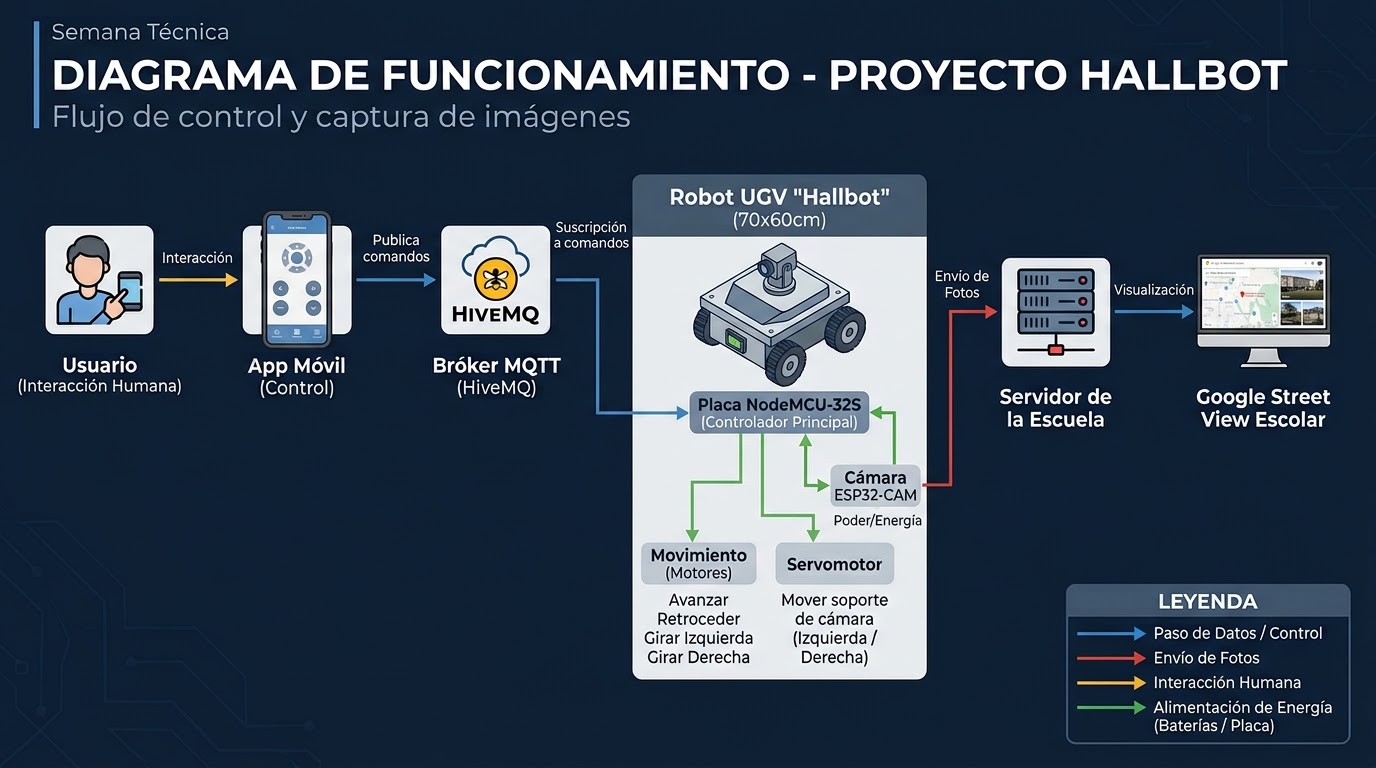 Semana Técnica
DIAGRAMA DE FUNCIONAMIENTO - PROYECTO HALLBOT
Flujo de control y captura de imágenes
Interacción
Usuario
(Interacción Humana)
App Móvil
(Control)
Publica
comandos
HIVEMQ
Bróker MQTT
(HiveMQ)
Suscripción
a comandos
Robot UGV "Hallbot"
(70x60cm)
Placa NodeMCU-32S
(Controlador Principal)
Cámara
ESP32-CAM
Poder/Energía
Movimiento
(Motores)
Avanzar
Retroceder
Girar Izquierda
Girar Derecha
Servomotor
Mover soporte
de cámara
(Izquierda /
Derecha)
Envío de
Fotos
Servidor de
la Escuela
Visualización
Google Street
View Escolar
LEYENDA
Paso de Datos / Control
Envío de Fotos
Interacción Humana
Alimentación de Energía
(Baterías / Placa)